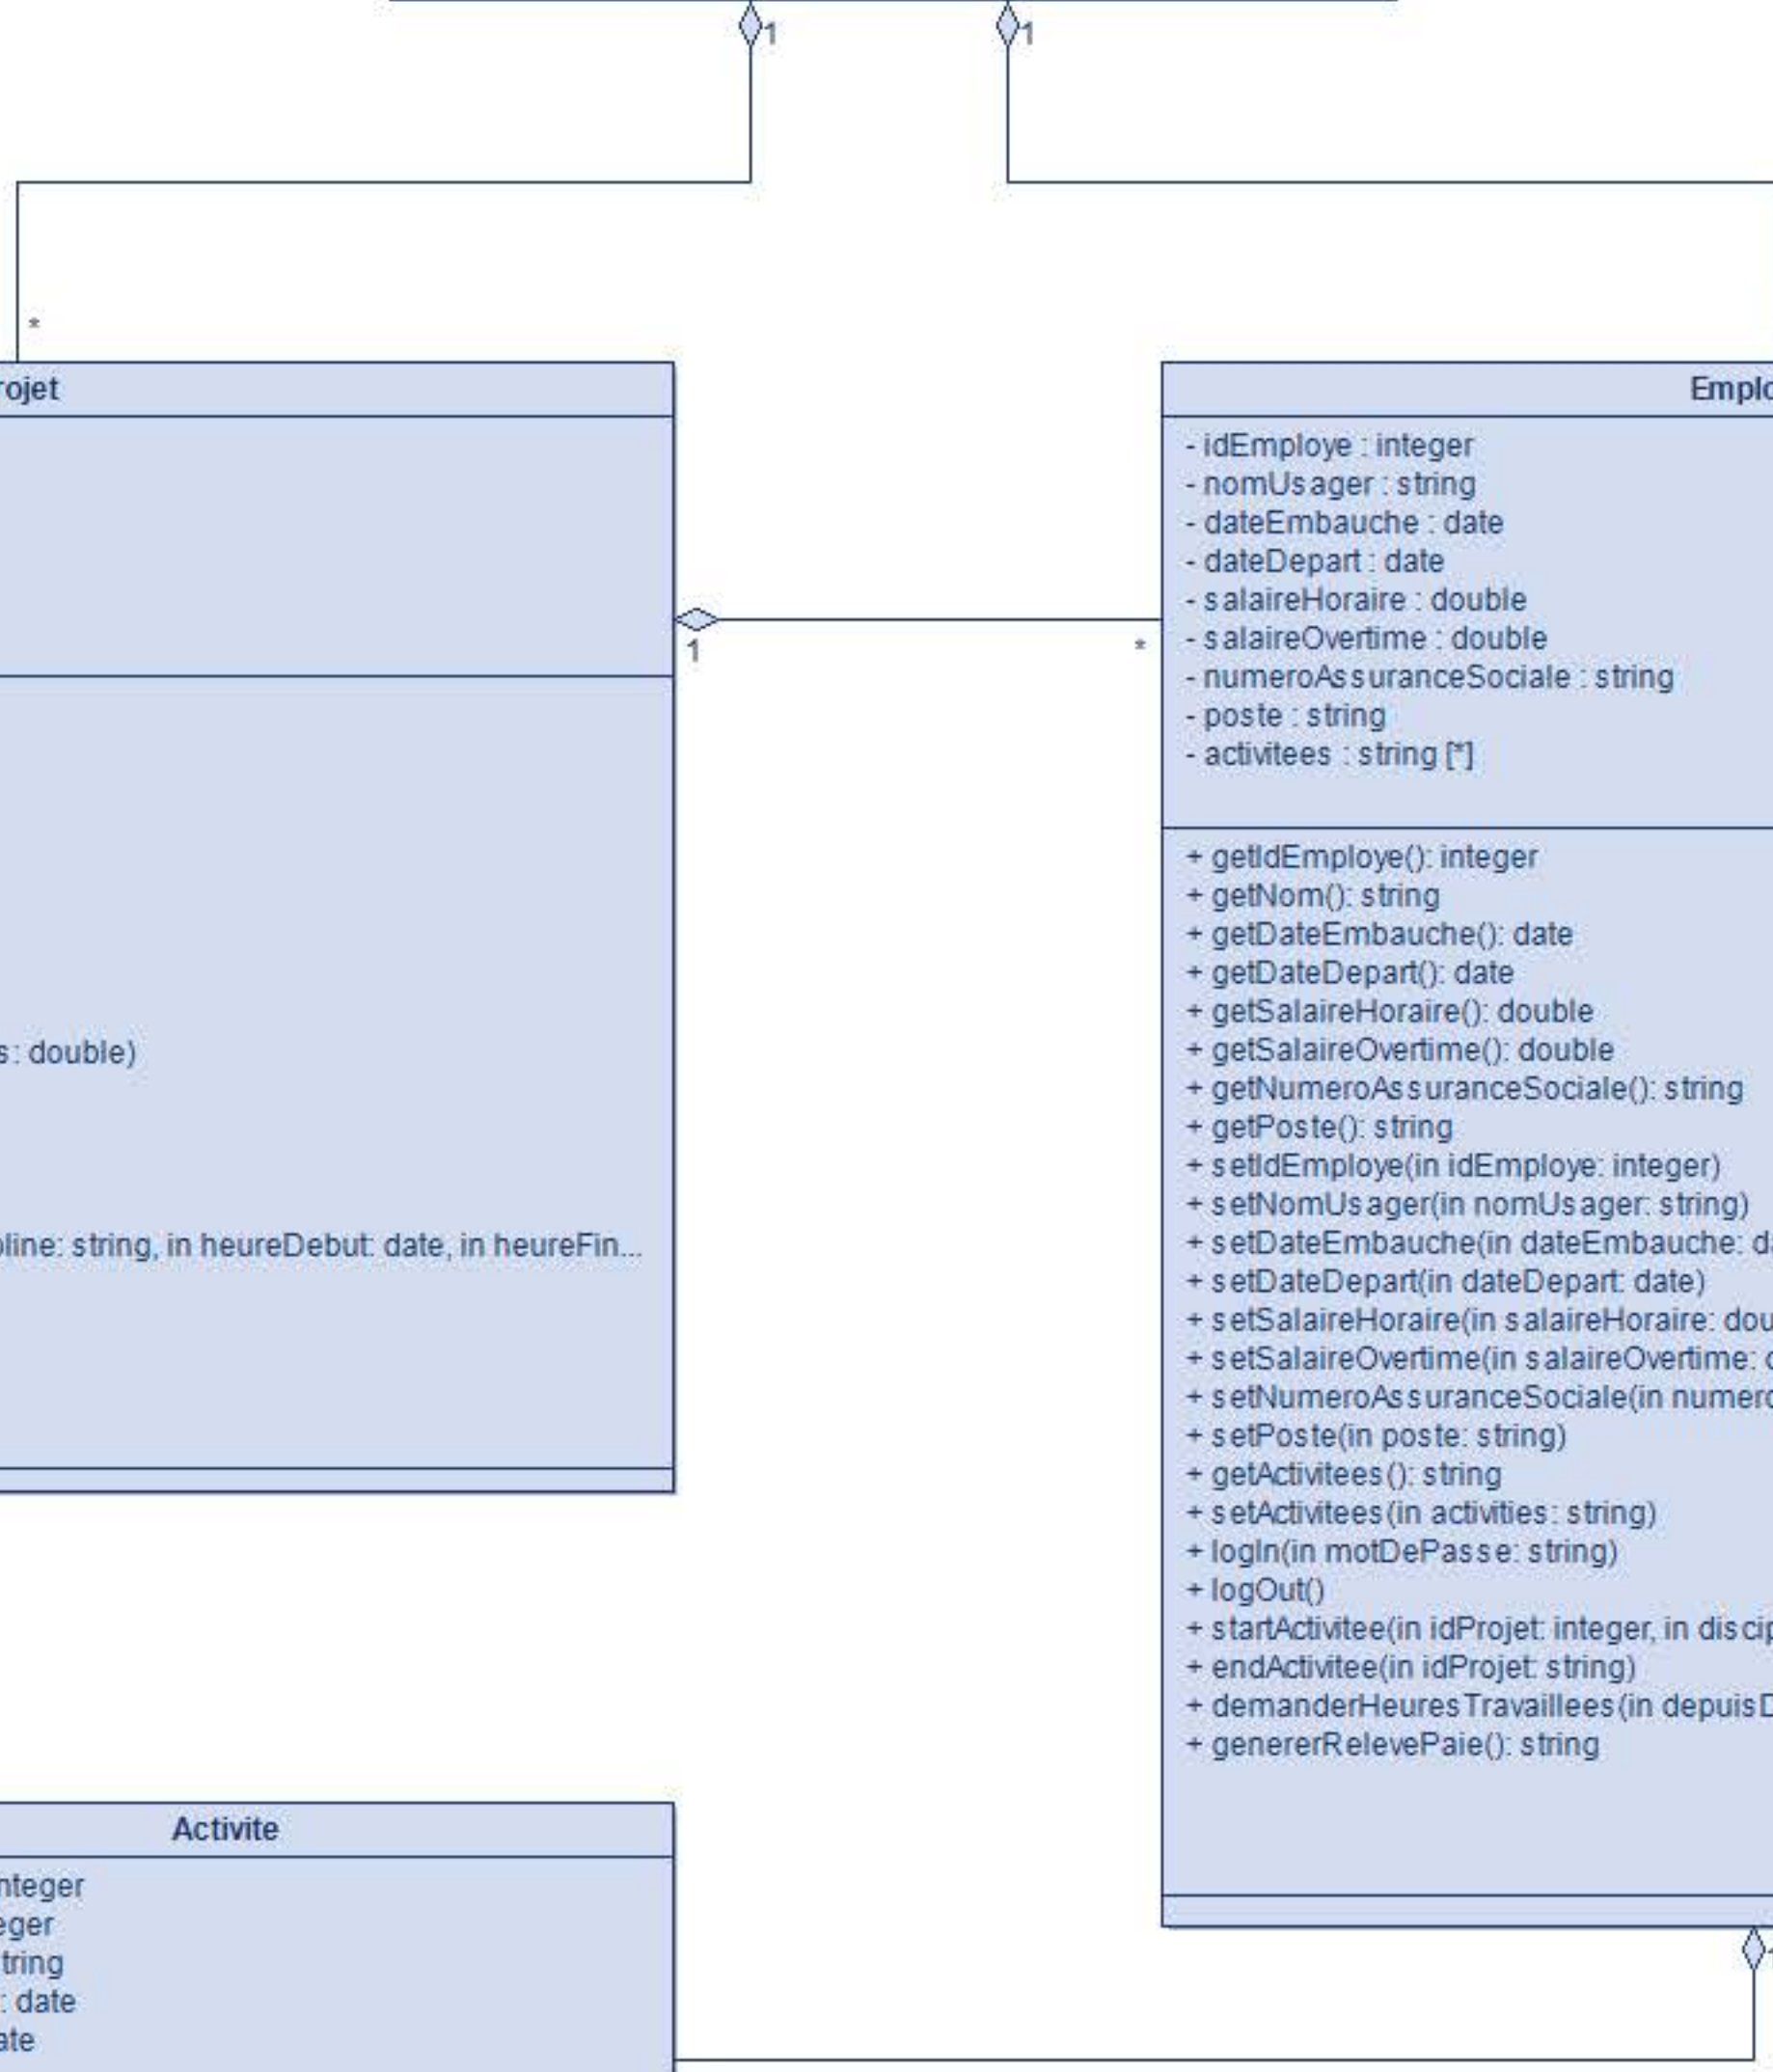 1
1
*
rojet
1
*
s: double)
line: string, in heureDebut: date, in heureFin...
Emplo
- idEmploye : integer
- nomUsager : string
- dateEmbauche : date
- dateDepart : date
- salaireHoraire : double
- salaireOvertime : double
- numeroAssuranceSociale : string
- poste : string
- activitees : string [*]
+ getIdEmploye(): integer
+ getNom(): string
+ getDateEmbauche(): date
+ getDateDepart(): date
+ getSalaireHoraire(): double
+ getSalaireOvertime(): double
+ getNumeroAssuranceSociale(): string
+ getPoste(): string
+ setIdEmploye(in idEmploye: integer)
+ setNomUsager(in nomUsager: string)
+ setDateEmbauche(in dateEmbauche: da
+ setDateDepart(in dateDepart: date)
+ setSalaireHoraire(in salaireHoraire: dou
+ setSalaireOvertime(in salaireOvertime:
+ setNumeroAssuranceSociale(in numero
+ setPoste(in poste: string)
+ getActivitees(): string
+ setActivitees(in activities: string)
+ logIn(in motDePasse: string)
+ logOut()
+ startActivitee(in idProjet: integer, in discip
+ endActivitee(in idProjet: string)
+ demanderHeuresTravaillees(in depuisD
+ genererRelevePaie(): string
Activite
nteger
eger
tring
: date
ate